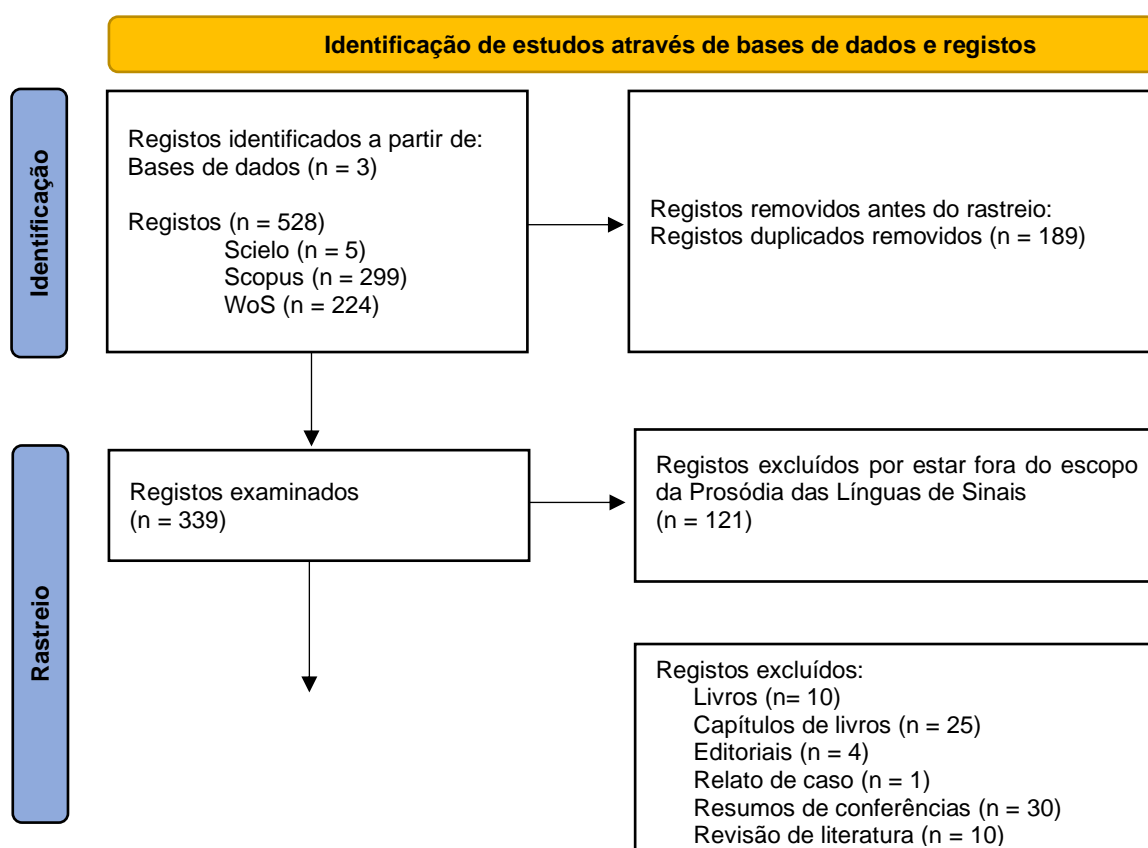 Identificação de estudos através de bases de dados e registos
Identificação
Registos identificados a partir de:
Bases de dados (n = 3)
Registos (n = 528)
Scielo (n = 5)
Scopus (n = 299)
WoS (n = 224)
Registos removidos antes do rastreio:
Registos duplicados removidos (n = 189)
Rastreio
Registos examinados
(n = 339)
Registos excluídos por estar fora do escopo
da Prosódia das Línguas de Sinais
(n = 121)
Registos excluídos:
Livros (n= 10)
Capítulos de livros (n = 25)
Editoriais (n = 4)
Relato de caso (n = 1)
Resumos de conferências (n = 30)
Revisão de literatura (n = 10)